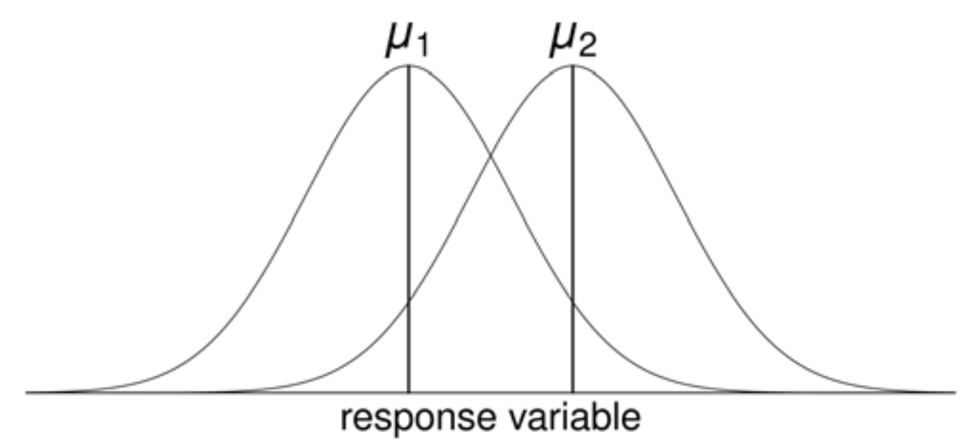 μ₁ μ₂
response variable